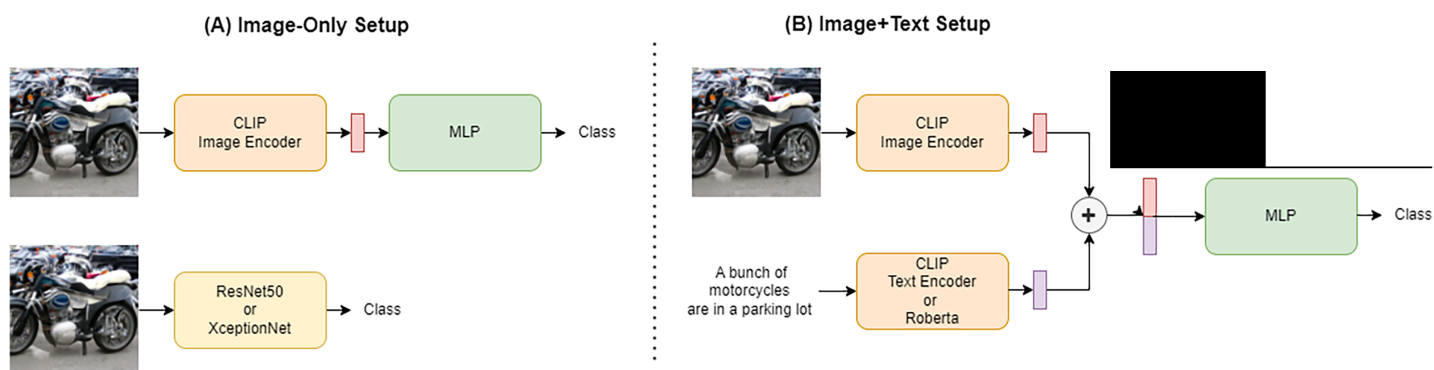 (A) Image-Only Setup
CLIP
Image Encoder
MLP
Class
ResNet50
or
XceptionNet
Class
(B) Image+Text Setup
CLIP
Image Encoder
A bunch of
motorcycles
are in a parking lot
CLIP
Text Encoder
or
Roberta
+
MLP
Class